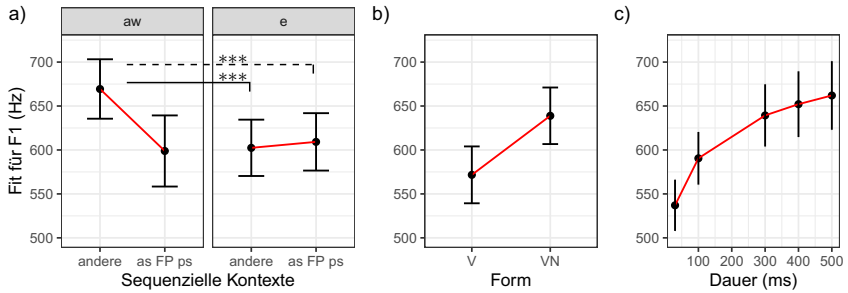 a)
aw
e
***
***
Fit für F1 (Hz)
700
650
600
550
500
andere
as FP ps
andere
as FP ps
Sequenzielle Kontexte
b)
700
650
600
550
500
V
VN
Form
c)
700
650
600
550
500
100
200
300
400
500
Dauer (ms)